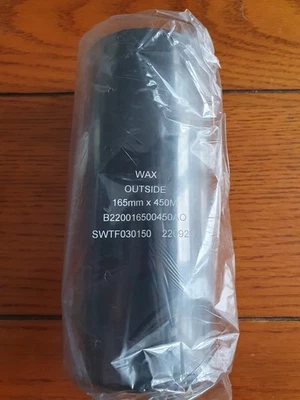 WAX
OUTSIDE
165mm x 450M
B220016500450AO
SWTF030150